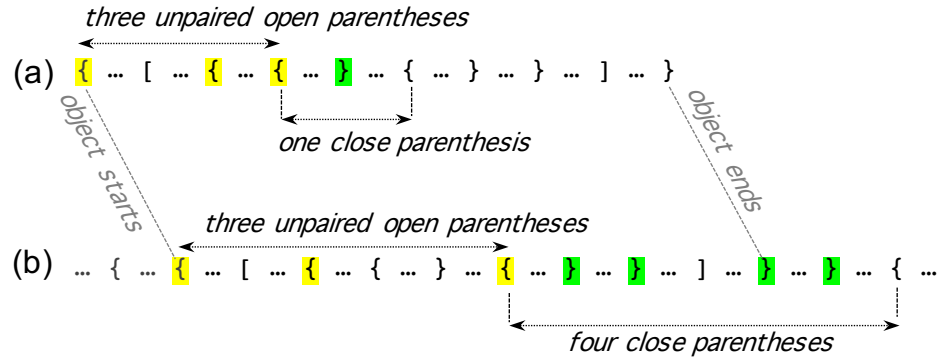 three unpaired open parentheses
(a) { … [ … { … { … } … { … } … } … ] … }
one close parenthesis
object starts
object ends
three unpaired open parentheses
(b) … { … { … [ … { … { … } … { … } … } … ] … } … } … { …
four close parentheses